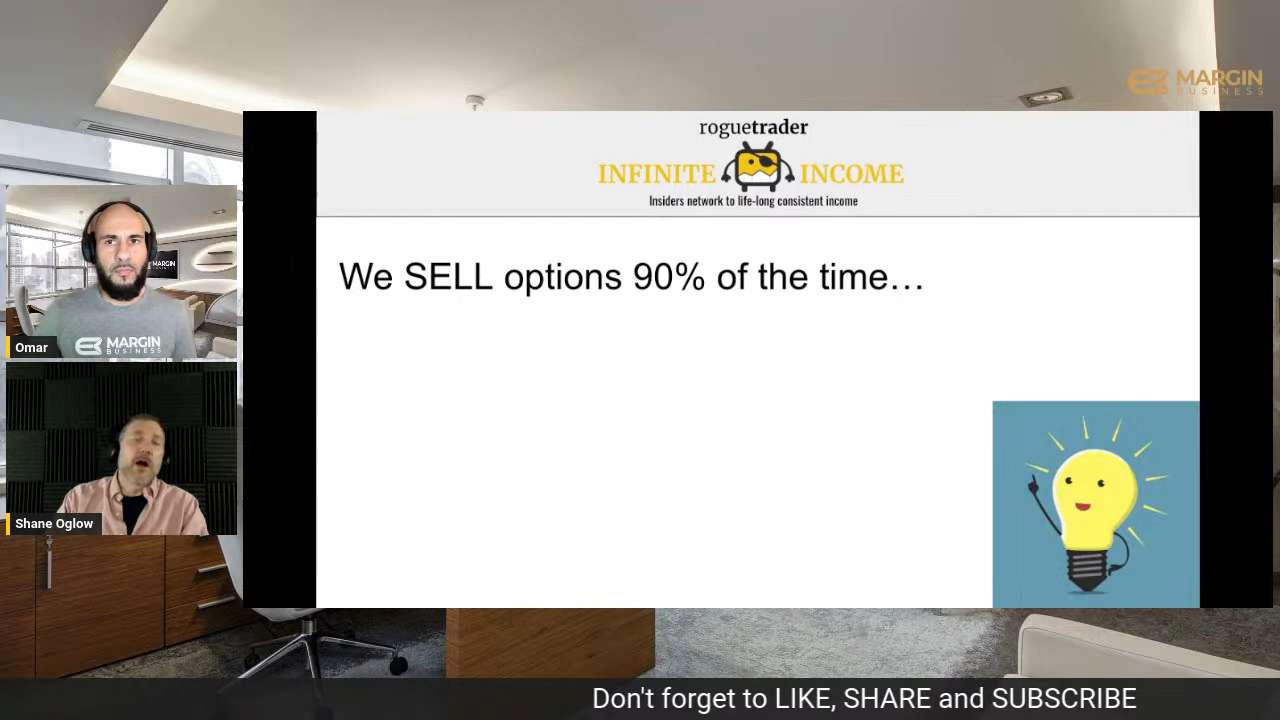 MARGIN
BUSINESS
roguetrader
INFINITE INCOME
Insiders network to life-long consistent income
We SELL options 90% of the time…
MARGIN
Omar
MARGIN
BUSINESS
Shane Oglow
Don't forget to LIKE, SHARE and SUBSCRIBE